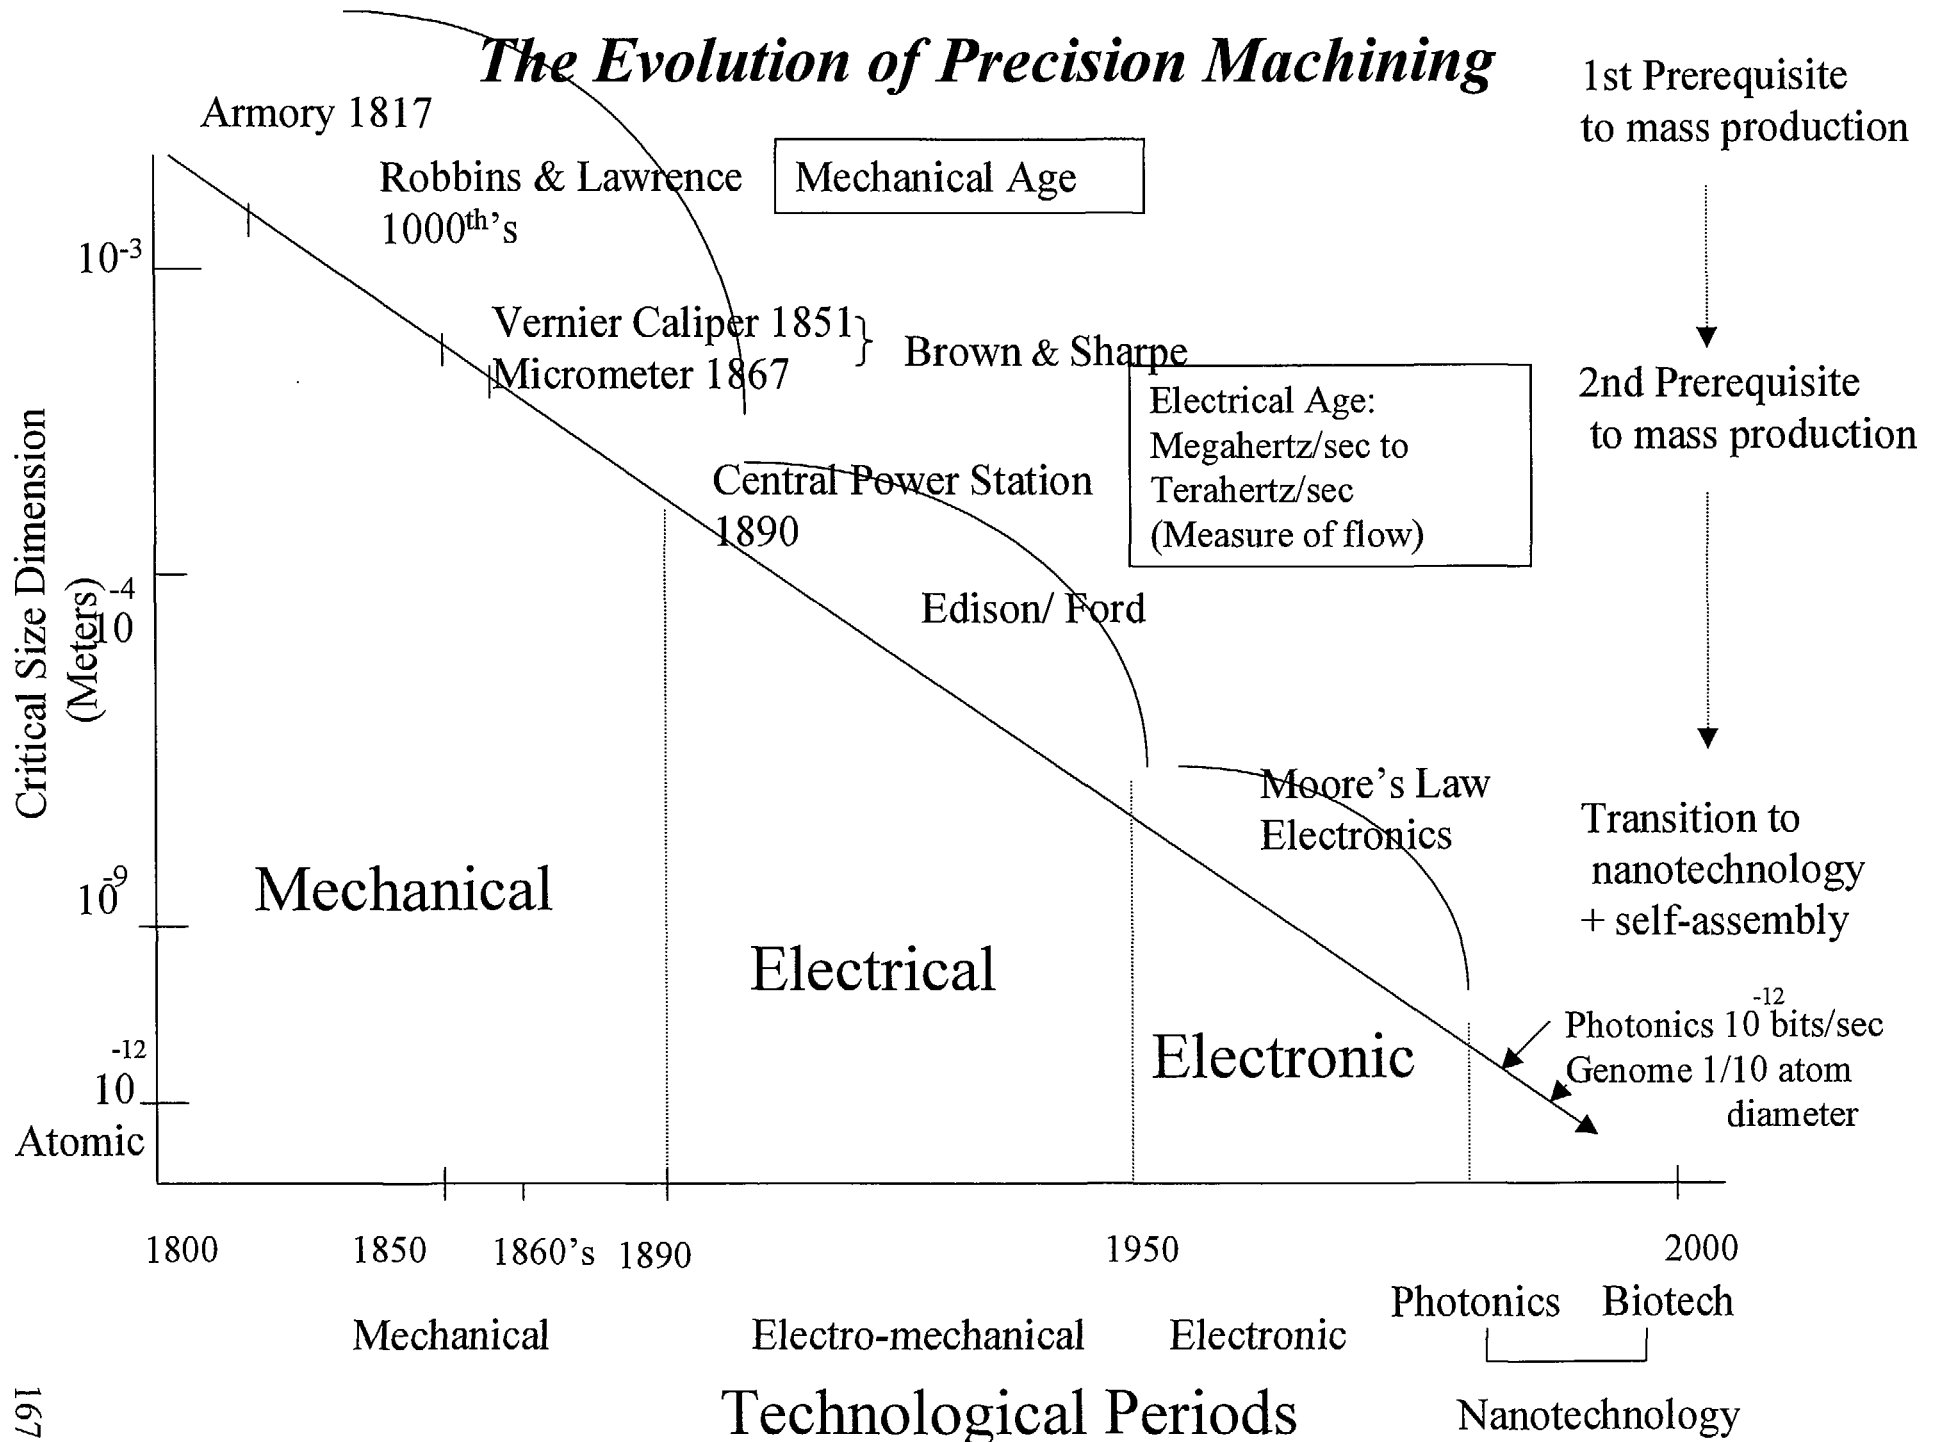 The Evolution of Precision Machining
1st Prerequisite
to mass production
Armory 1817
Robbins & Lawrence
1000th's
Mechanical Age
10-3
Vernier Caliper 1851
Micrometer 1867
} Brown & Sharpe
Electrical Age:
Megahertz/sec to
Terahertz/sec
(Measure of flow)
2nd Prerequisite
to mass production
Critical Size Dimension
(Meters)
Central Power Station
1890
10-4
Edison/ Ford
Moore's Law
Electronics
Transition to
nanotechnology
+ self-assembly
10-9
Mechanical
Electrical
Electronic
Photonics 10-12 bits/sec
Genome 1/10 atom
diameter
10-12
Atomic
1800 1850 1860's 1890 1950 2000
Photonics Biotech
Mechanical Electro-mechanical Electronic
Technological Periods
Nanotechnology
167